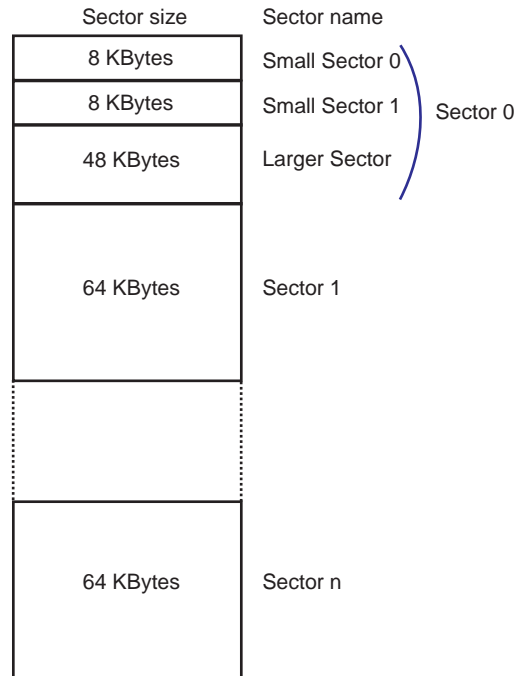 Sector size Sector name
8 KBytes Small Sector 0
8 KBytes Small Sector 1 Sector 0
48 KBytes Larger Sector
64 KBytes Sector 1
64 KBytes Sector n